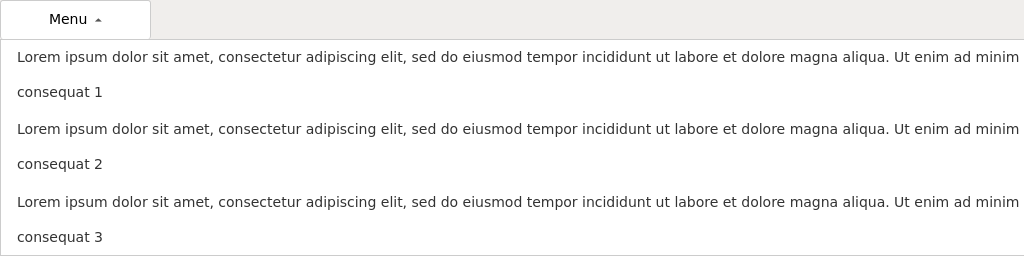 Menu
Lorem ipsum dolor sit amet, consectetur adipiscing elit, sed do eiusmod tempor incididunt ut labore et dolore magna aliqua. Ut enim ad minim
consequat 1
Lorem ipsum dolor sit amet, consectetur adipiscing elit, sed do eiusmod tempor incididunt ut labore et dolore magna aliqua. Ut enim ad minim
consequat 2
Lorem ipsum dolor sit amet, consectetur adipiscing elit, sed do eiusmod tempor incididunt ut labore et dolore magna aliqua. Ut enim ad minim
consequat 3